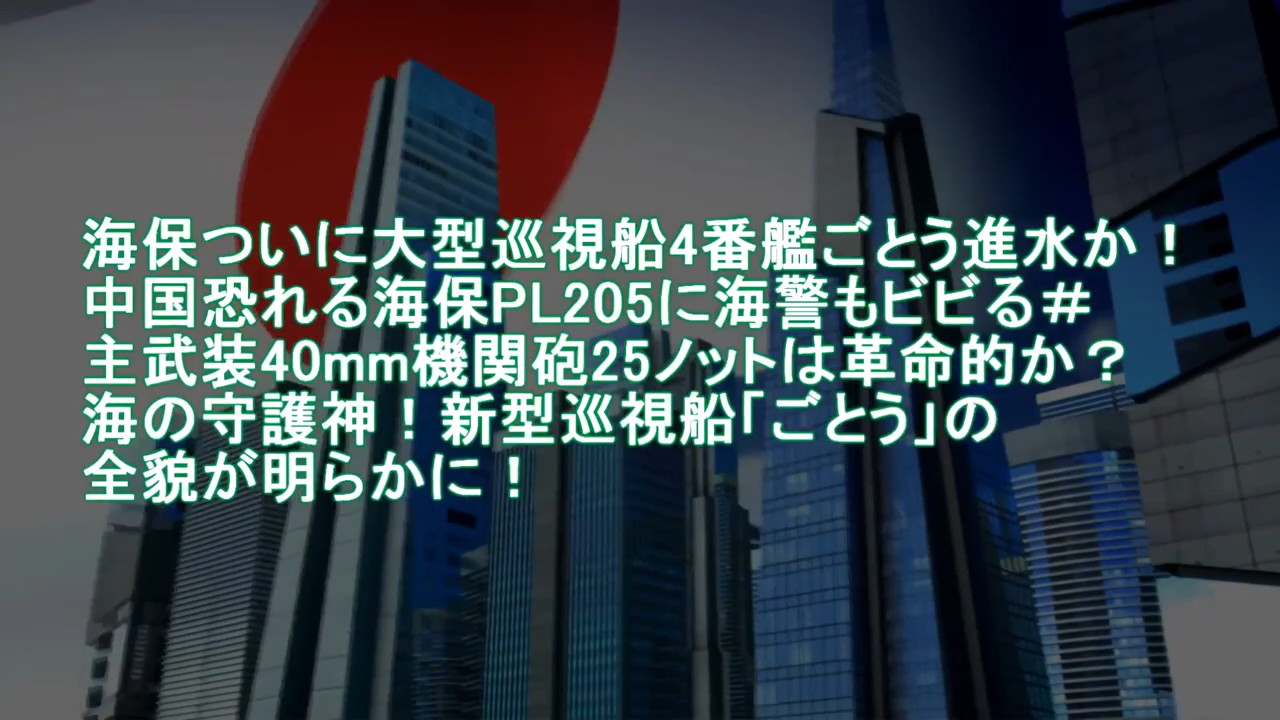 海保ついに大型巡視船4番艦ごとう進水か！
中国恐れる海保PL205に海警もビビる＃
主武装40mm機関砲25ノットは革命的か？
海の守護神！新型巡視船｢ごとう｣の
全貌が明らかに！